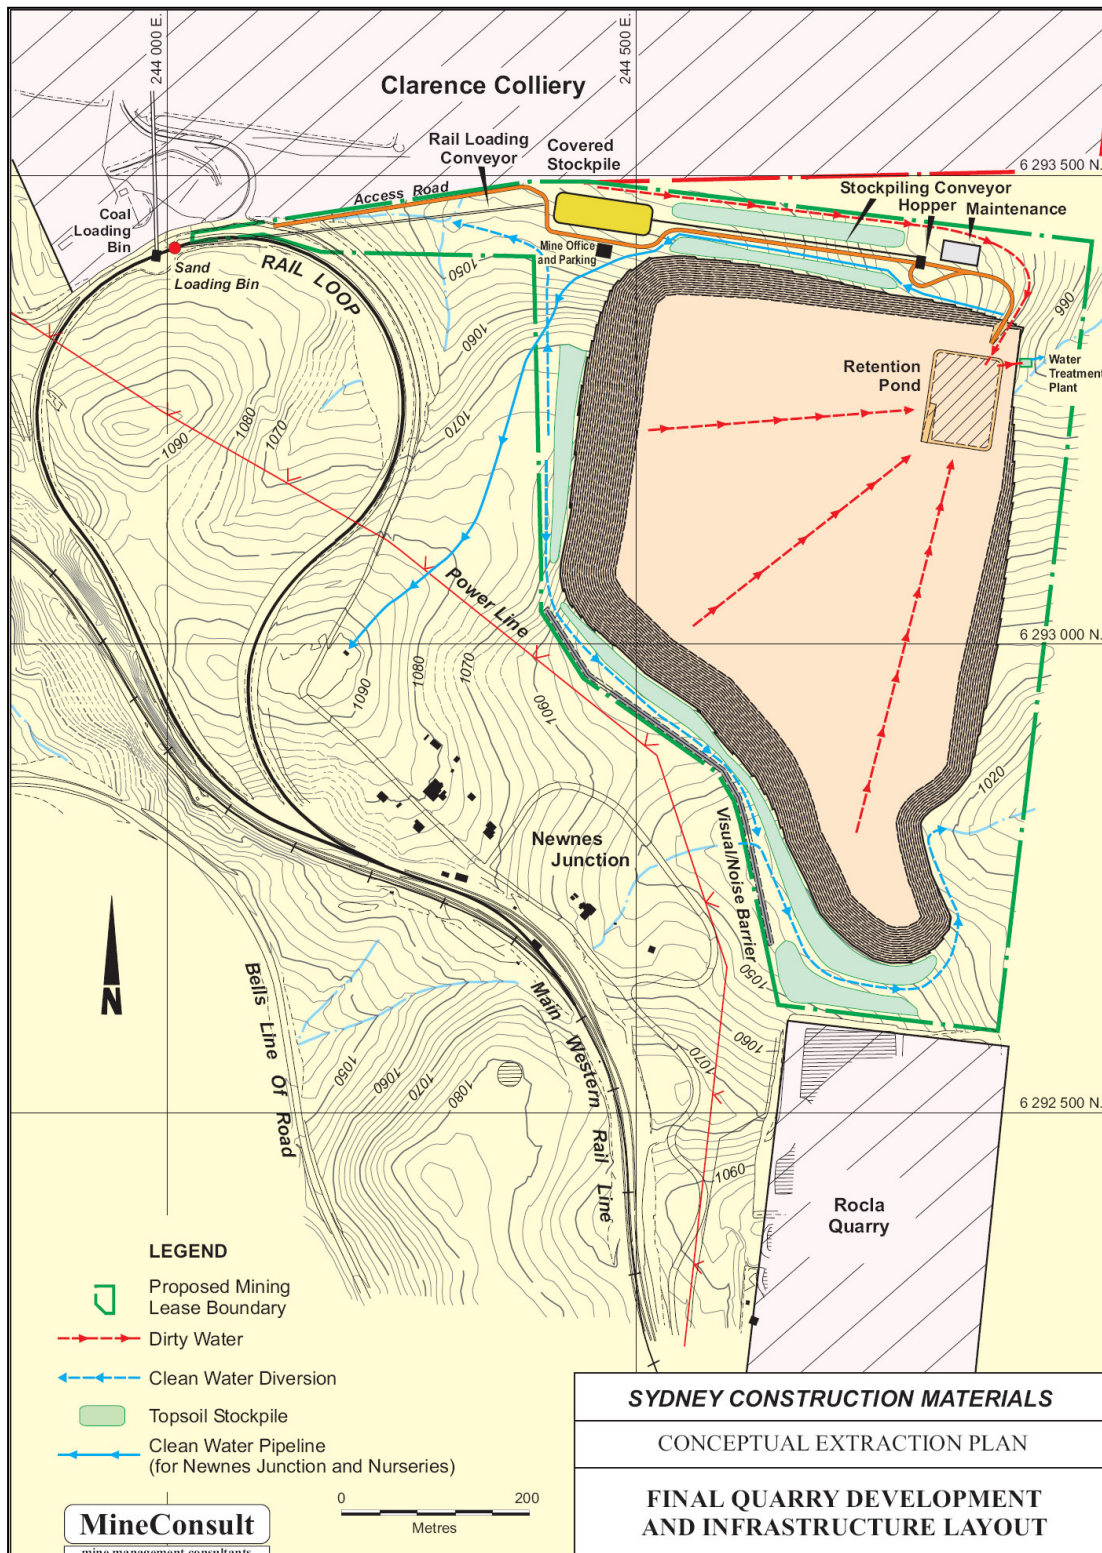 244 000 E.
244 500 E.
Clarence Colliery
Rail Loading
Conveyor
Covered
Stockpile
6 293 500 N.
Access Road
Stockpiling Conveyor
Hopper
Maintenance
Coal
Loading
Bin
Sand
Loading Bin
RAIL LOOP
Mine Office
and Parking
1050
1060
990
Retention
Pond
Water
Treatment
Plant
1070
1080
1070
1090
Power Line
6 293 000 N.
1090
1080
1070
1060
1020
Visual/Noise Barrier
Newnes
Junction
1050
Bells Line Of Road
Main Western Rail Line
1060
1070
1050
1060
1070
1080
6 292 500 N.
1060
Rocla
Quarry
N
LEGEND
Proposed Mining
Lease Boundary
Dirty Water
Clean Water Diversion
Topsoil Stockpile
Clean Water Pipeline
(for Newnes Junction and Nurseries)
0 200
Metres
MineConsult
mine management consultants
SYDNEY CONSTRUCTION MATERIALS
CONCEPTUAL EXTRACTION PLAN
FINAL QUARRY DEVELOPMENT
AND INFRASTRUCTURE LAYOUT